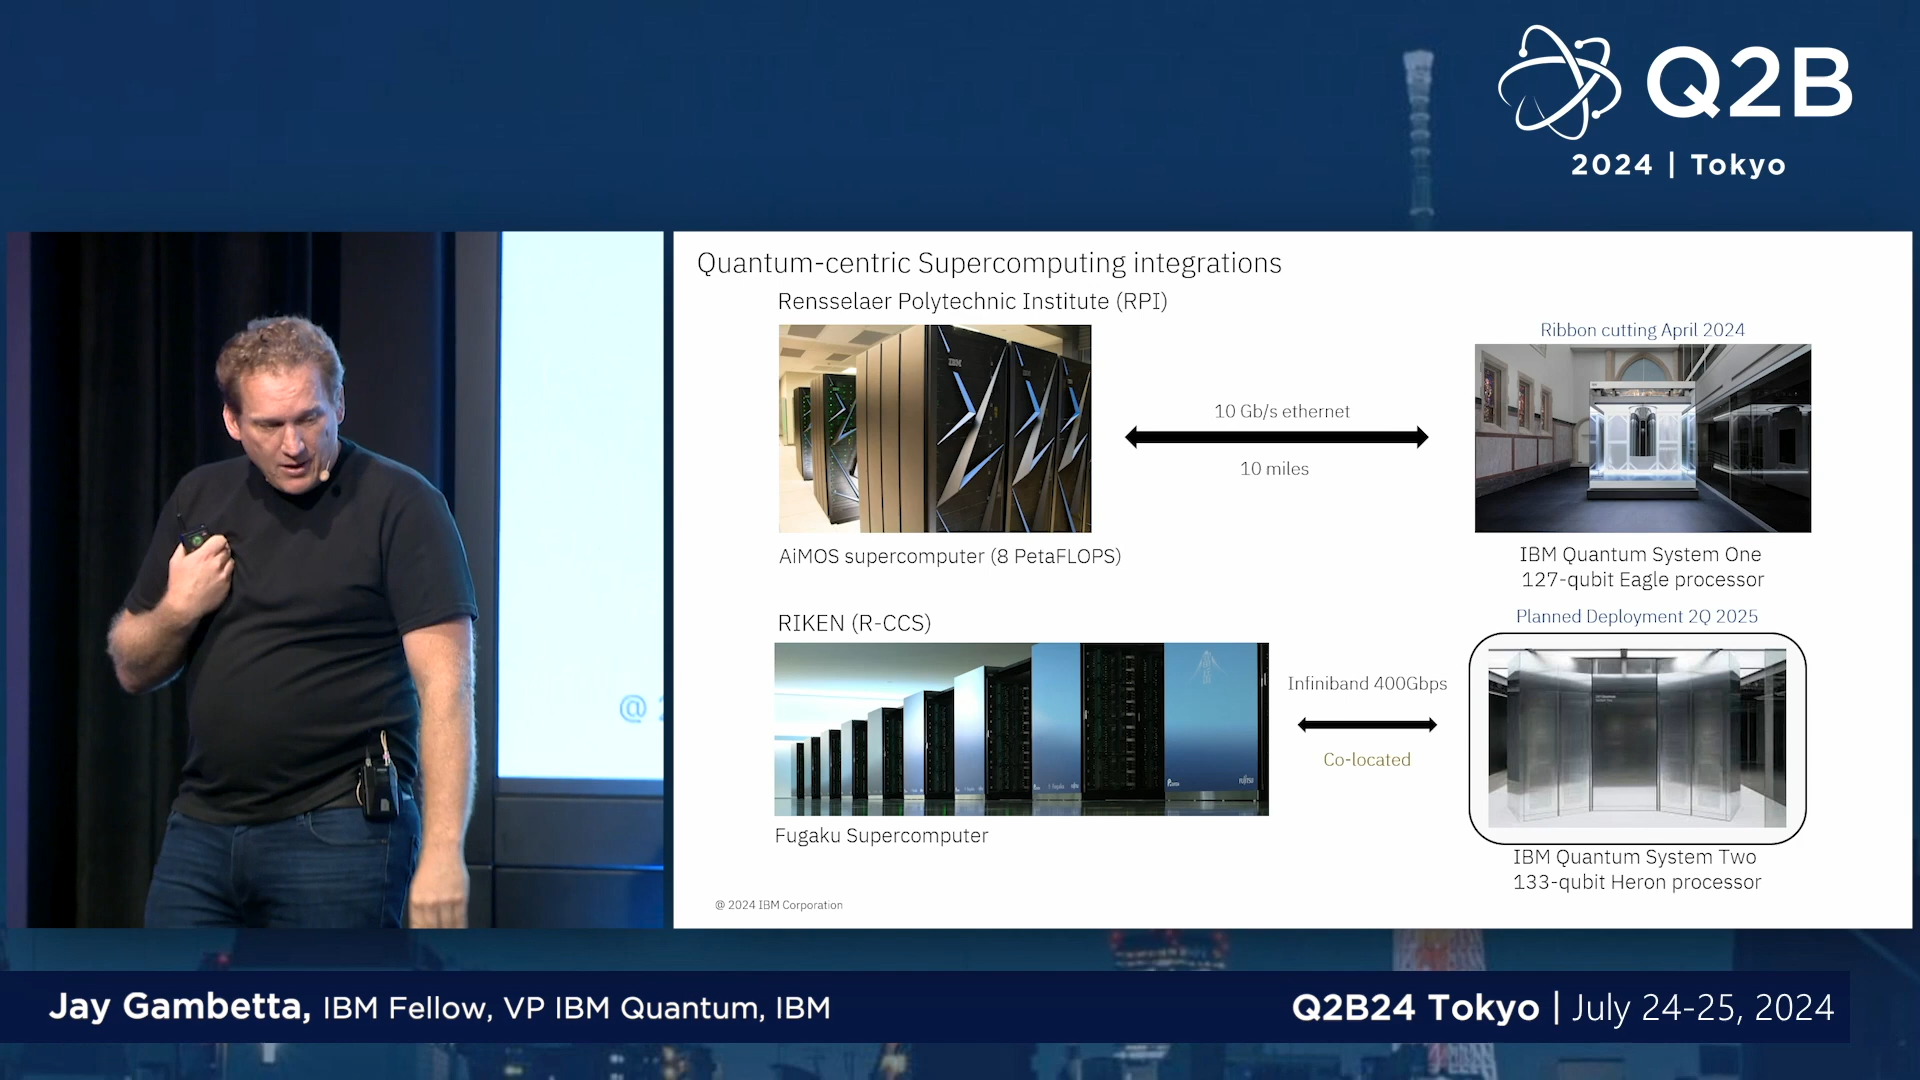 Q2B
2024 | Tokyo
Quantum-centric Supercomputing integrations
Rensselaer Polytechnic Institute (RPI)
Ribbon cutting April 2024
IBM
10 Gb/s ethernet
10 miles
AiMOS supercomputer (8 PetaFLOPS)
IBM Quantum System One
127-qubit Eagle processor
RIKEN (R-CCS)
Planned Deployment 2Q 2025
Infiniband 400Gbps
Co-located
Fugaku Supercomputer
IBM Quantum System Two
133-qubit Heron processor
@ 2024 IBM Corporation
@
Jay Gambetta, IBM Fellow, VP IBM Quantum, IBM
Q2B24 Tokyo | July 24-25, 2024